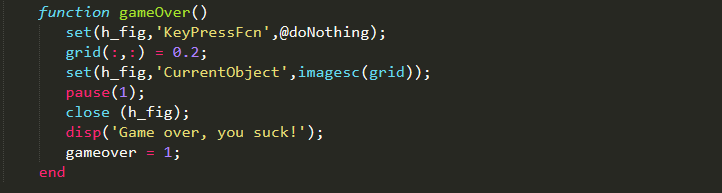 function gameOver()
set(h_fig,'KeyPressFcn',@doNothing);
grid(:,:) = 0.2;
set(h_fig,'CurrentObject',imagesc(grid));
pause(1);
close (h_fig);
disp('Game over, you suck!');
gameover = 1;
end